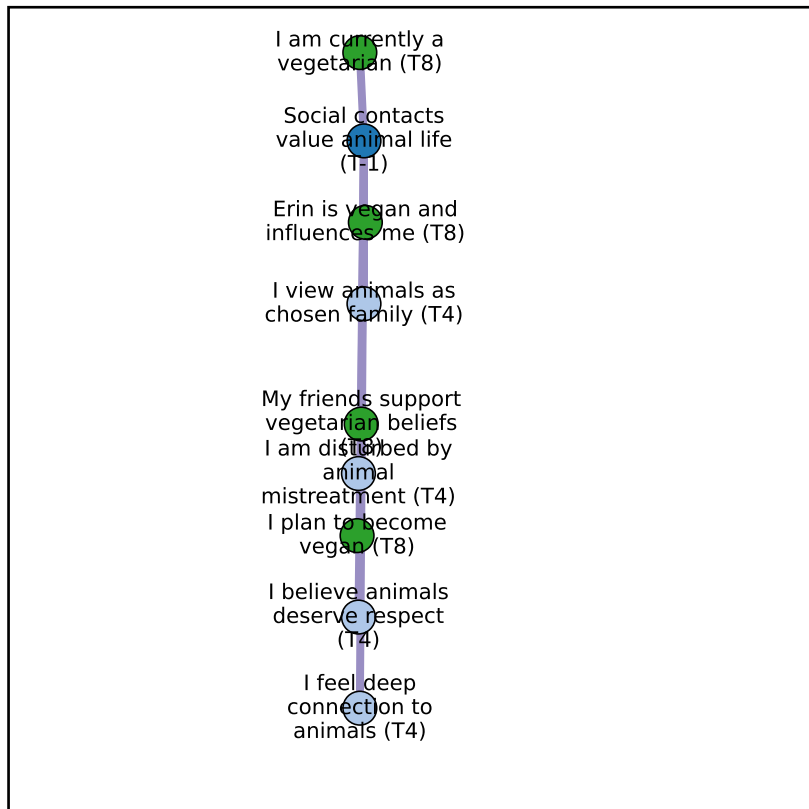 I am currently a
vegetarian (T8)
Social contacts
value animal life
(T-1)
Erin is vegan and
influences me (T8)
I view animals as
chosen family (T4)
My friends support
vegetarian beliefs
(T8)
I am disturbed by
animal
mistreatment (T4)
I plan to become
vegan (T8)
I believe animals
deserve respect
(T4)
I feel deep
connection to
animals (T4)